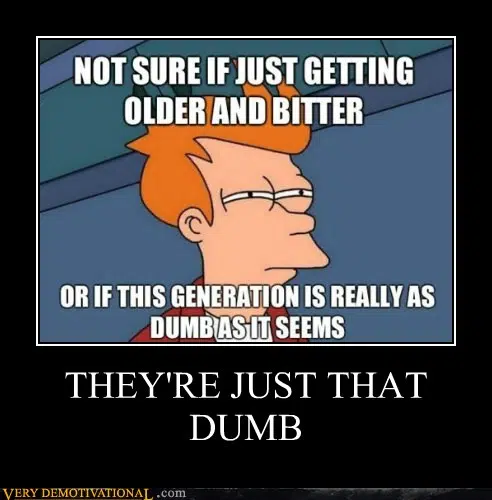 NOT SURE IF JUST GETTING
OLDER AND BITTER
OR IF THIS GENERATION IS REALLY AS
DUMB AS IT SEEMS
THEY'RE JUST THAT
DUMB
VERY DEMOTIVATIONAL.com